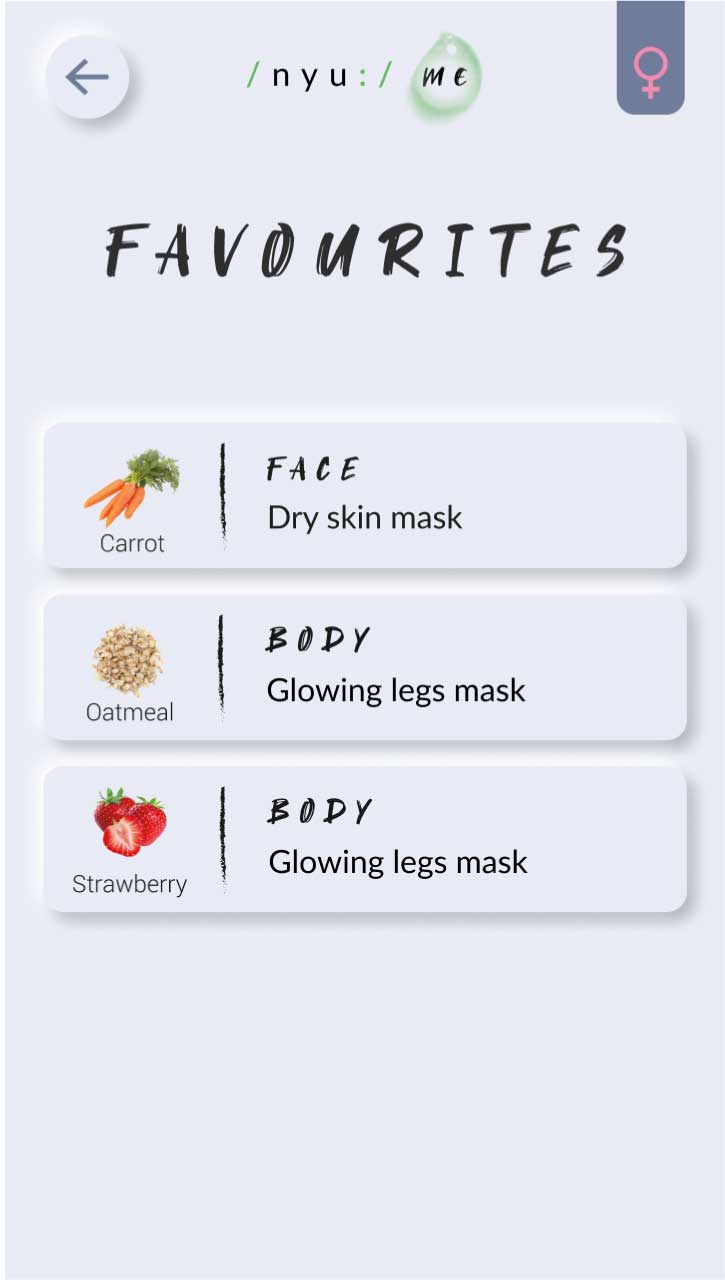 /nyu:/ ME
FAVOURITES
FACE
Dry skin mask
Carrot
BODY
Glowing legs mask
Oatmeal
BODY
Glowing legs mask
Strawberry